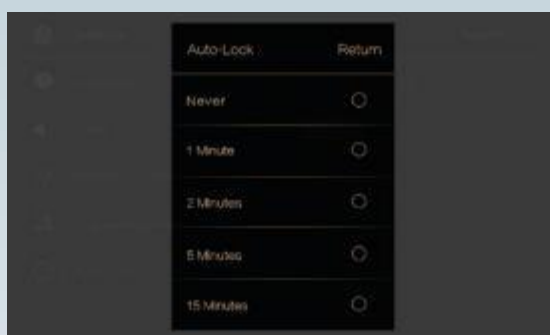 Auto-Lock Return
Never
1 Minute
2 Minutes
5 Minutes
15 Minutes